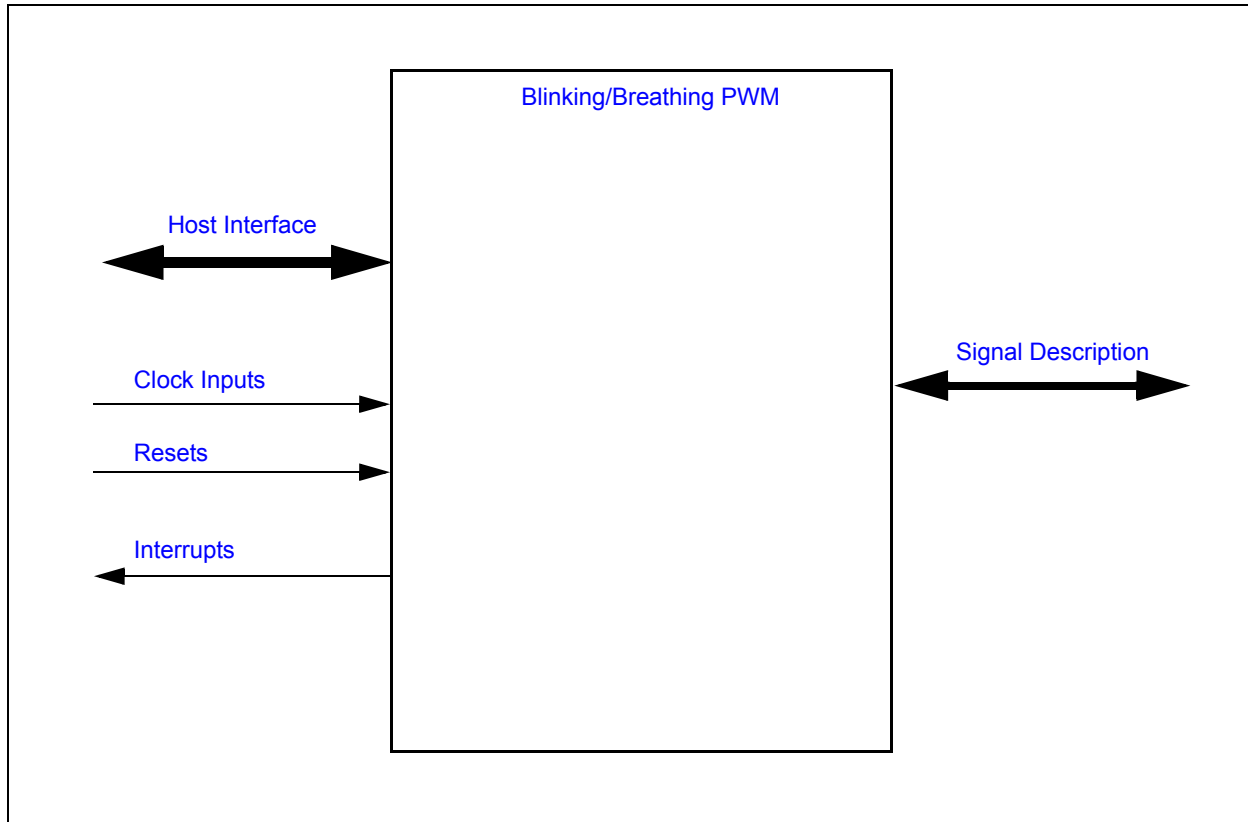 Blinking/Breathing PWM
Host Interface
Signal Description
Clock Inputs
Resets
Interrupts